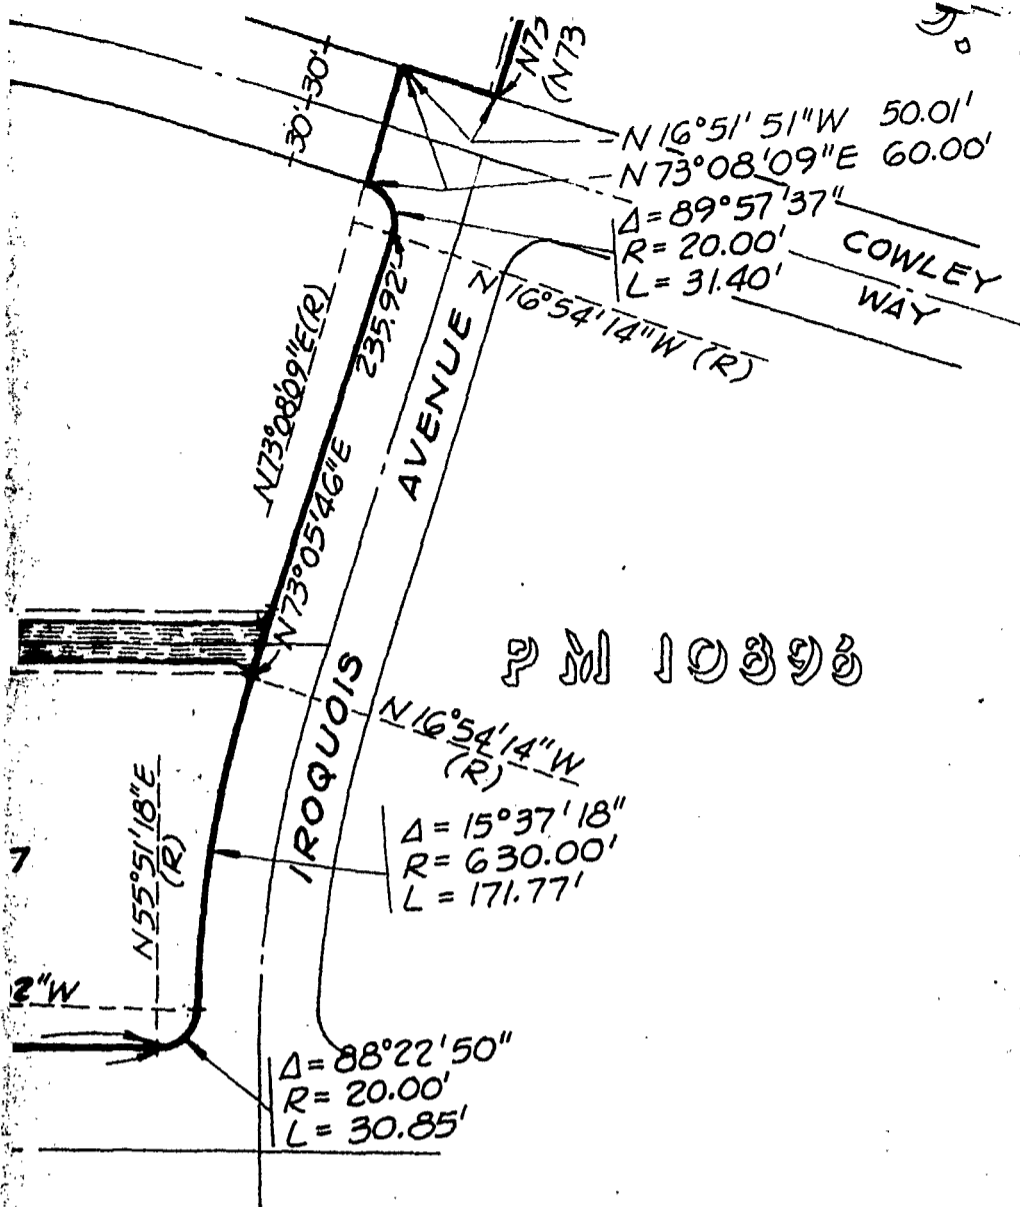 N73
(N73
-30'-30'-
N 16°51' 51"W 50.01'
N 73°08'09"E 60.00'
Δ = 89°57'37"
R = 20.00'
L = 31.40'
COWLEY
WAY
N 16°54'14"W (R)
235.92'
N73°08'09"E(R)
AVENUE
N73°05'46"E
PM 10896
N 16°54'14"W
(R)
IROQUOIS
N55°51'18"E
(R)
Δ = 15°37'18"
R = 630.00'
L = 171.77'
7
2"W
Δ = 88°22'50"
R = 20.00'
L = 30.85'